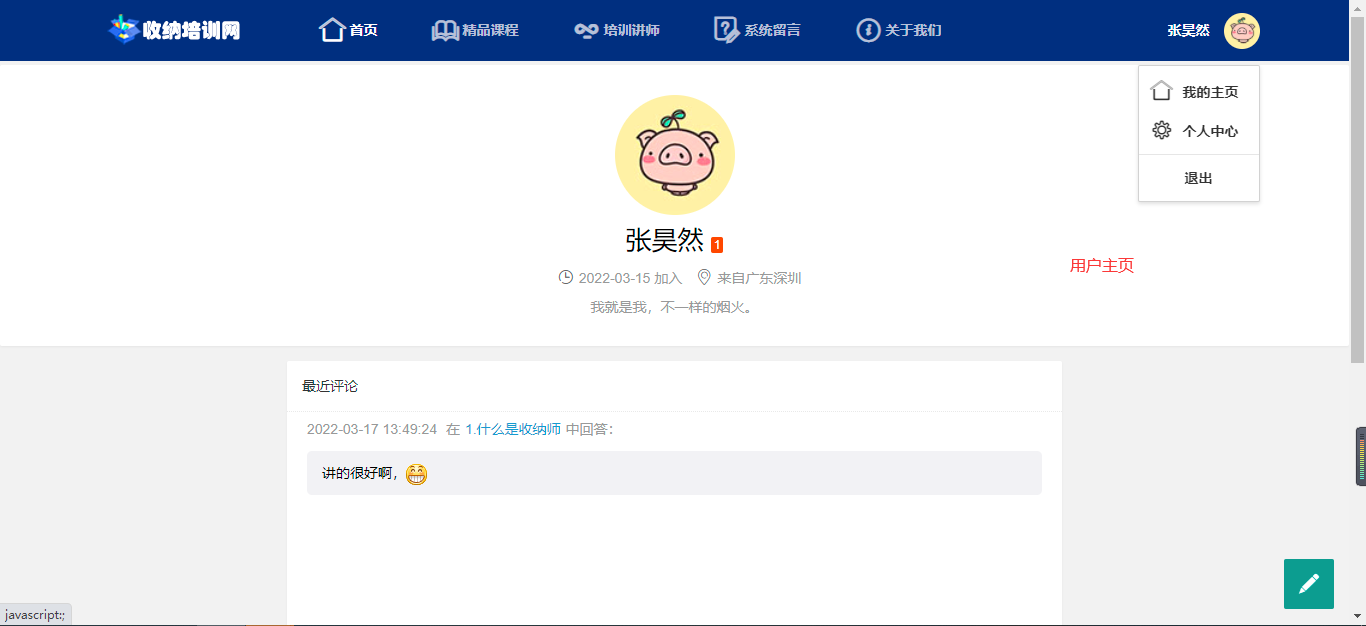 收纳培训网 首页 精品课程 培训讲师 系统留言 关于我们 张昊然
我的主页
个人中心
退出
张昊然 1
2022-03-15 加入 来自广东深圳
我就是我，不一样的烟火。
用户主页
最近评论
2022-03-17 13:49:24 在 1.什么是收纳师 中回答：
讲的很好啊，
javascript:;